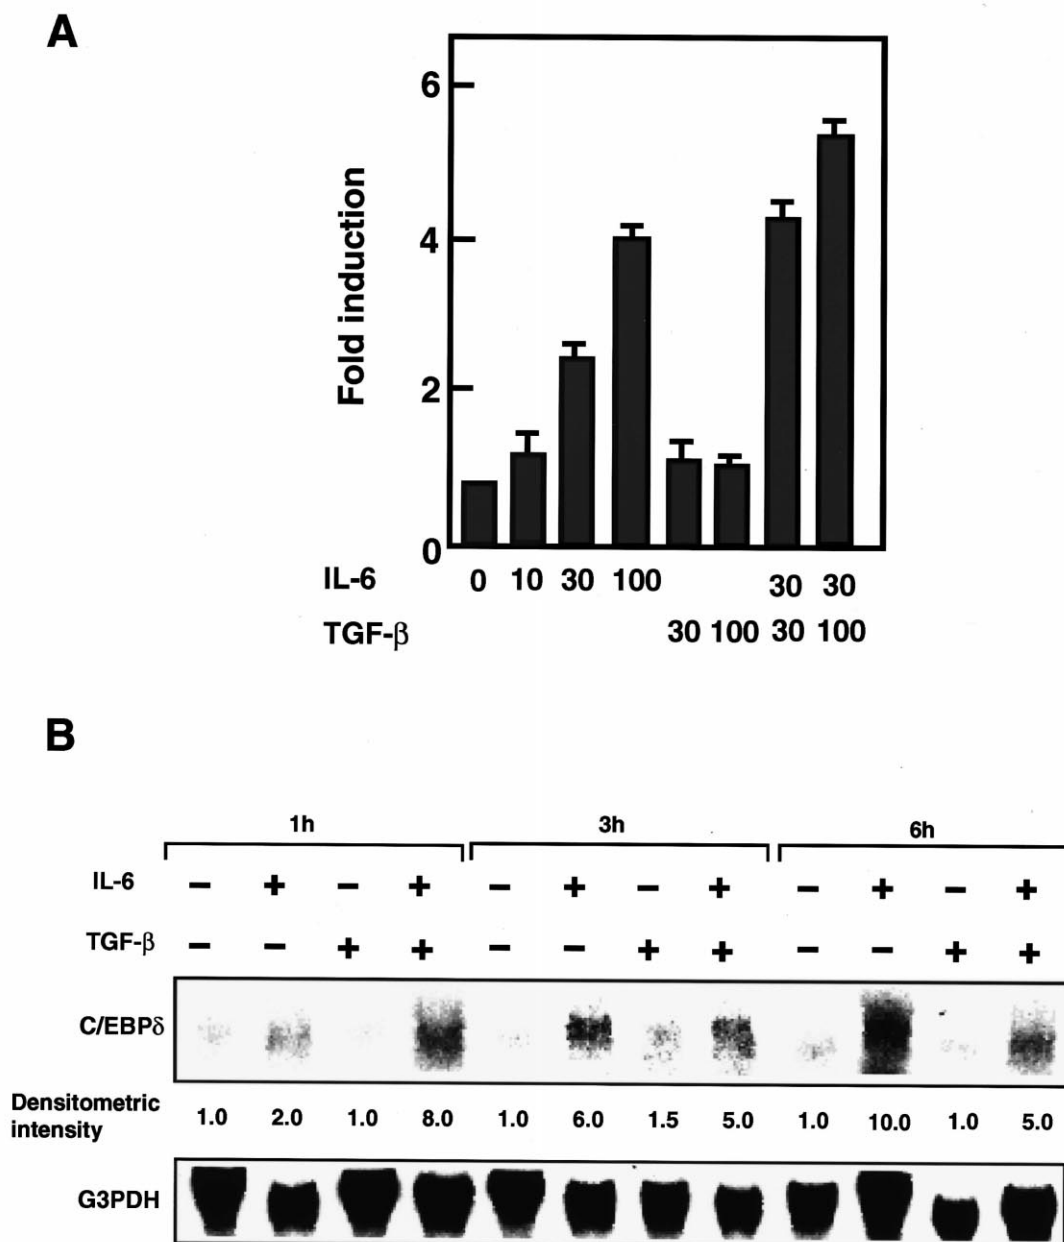 A
6
4
2
0
Fold induction
IL-6 0 10 30 100 30 30
TGF-β 30 100 30 100
B
1h 3h 6h
IL-6 − + − + − + − + − + − +
TGF-β − − + + − − + + − − + +
C/EBPδ
Densitometric
intensity 1.0 2.0 1.0 8.0 1.0 6.0 1.5 5.0 1.0 10.0 1.0 5.0
G3PDH